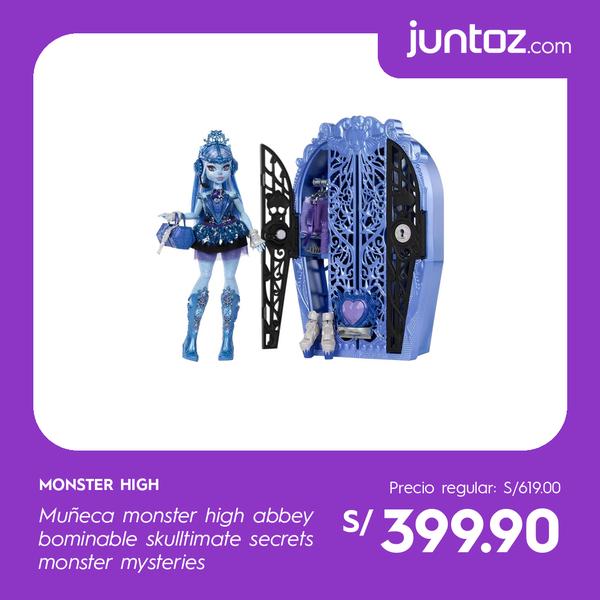 juntoz.com
MONSTER HIGH
Muñeca monster high abbey
bominable skulltimate secrets
monster mysteries
Precio regular: S/619.00
S/399.90